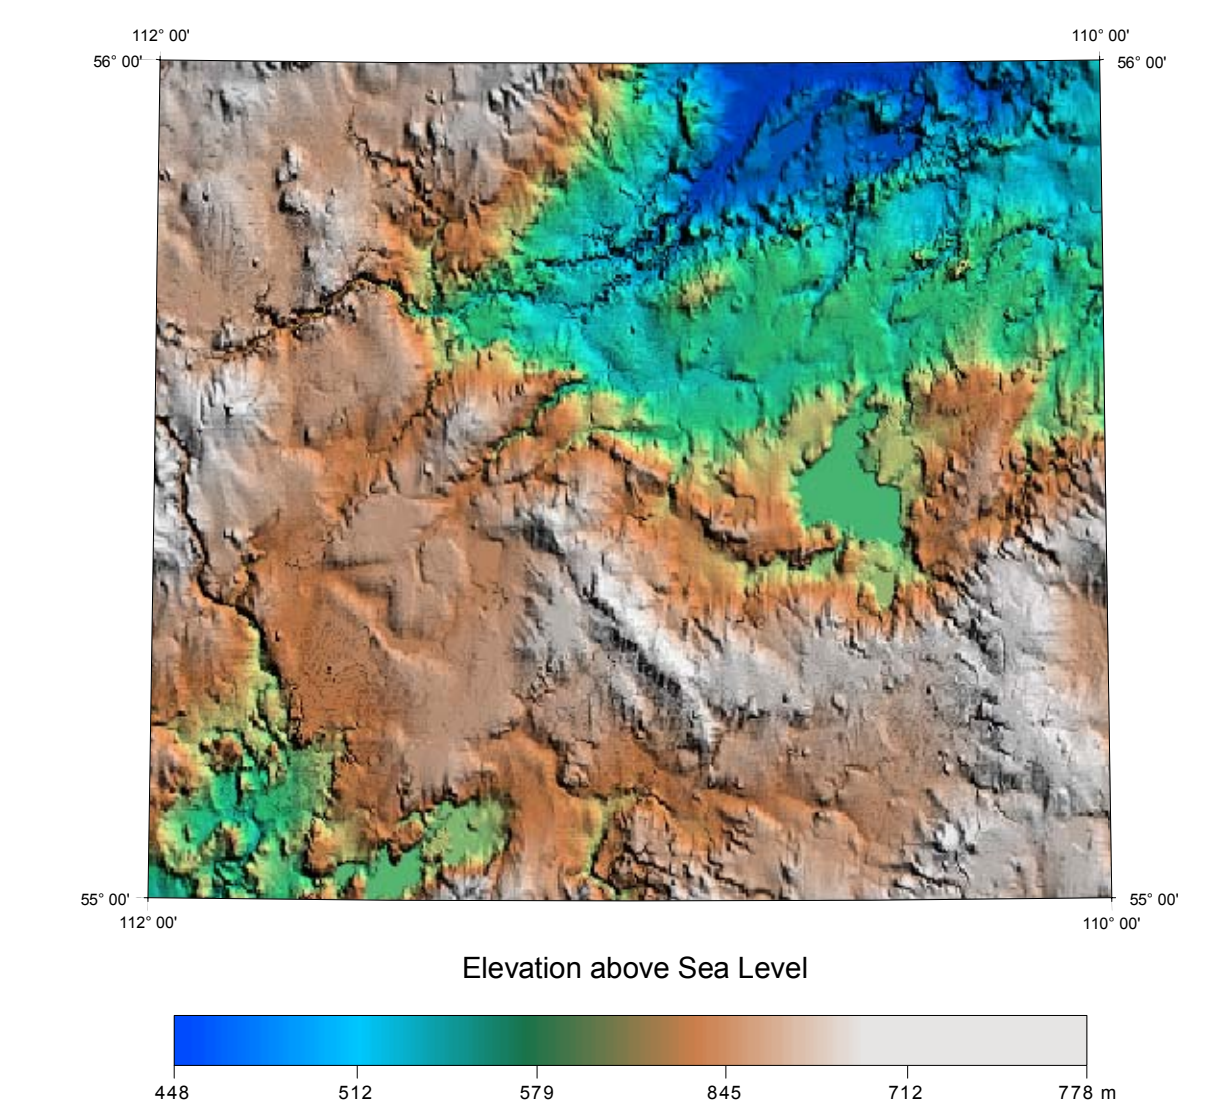 112° 00' 110° 00'
56° 00' 56° 00'
55° 00' 55° 00'
112° 00' 110° 00'
Elevation above Sea Level
448 512 579 845 712 778 m